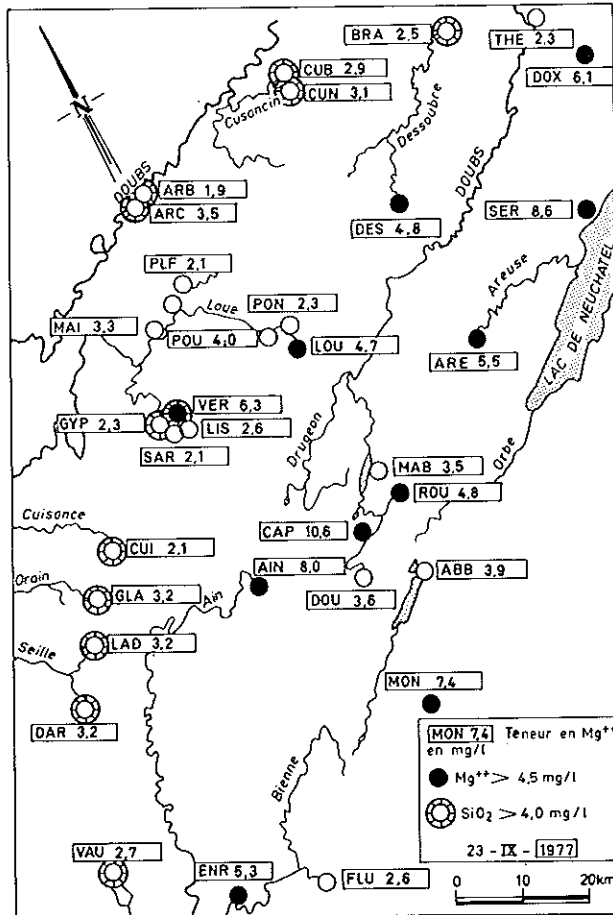 BRA 2,5
THE 2,3
CUB 2,9
DOX 6,1
CUN 3,1
Cusancin
Dessoubre
N
DOUBS
DOUBS
ARB 1,9
ARC 3,5
DES 4,8
SER 8,6
PLF 2,1
Areuse
LAC DE NEUCHATEL
Loue
PON 2,3
MAI 3,3
POU 4,0
LOU 4,7
ARE 5,5
VER 6,3
GYP 2,3
LIS 2,6
SAR 2,1
Drugeon
Orbe
MAB 3,5
ROU 4,8
Cuisance
CAP 10,6
CUI 2,1
AIN 8,0
ABB 3,9
Orain
DOU 3,6
GLA 3,2
Ain
Seille
LAD 3,2
MON 7,4
DAR 3,2
MON 7,4 Teneur en Mg++
en mg/l
Mg++ > 4,5 mg/l
Bienne
SiO2 > 4,0 mg/l
23 - IX - 1977
VAU 2,7
ENR 5,3
FLU 2,6
0 10 20km